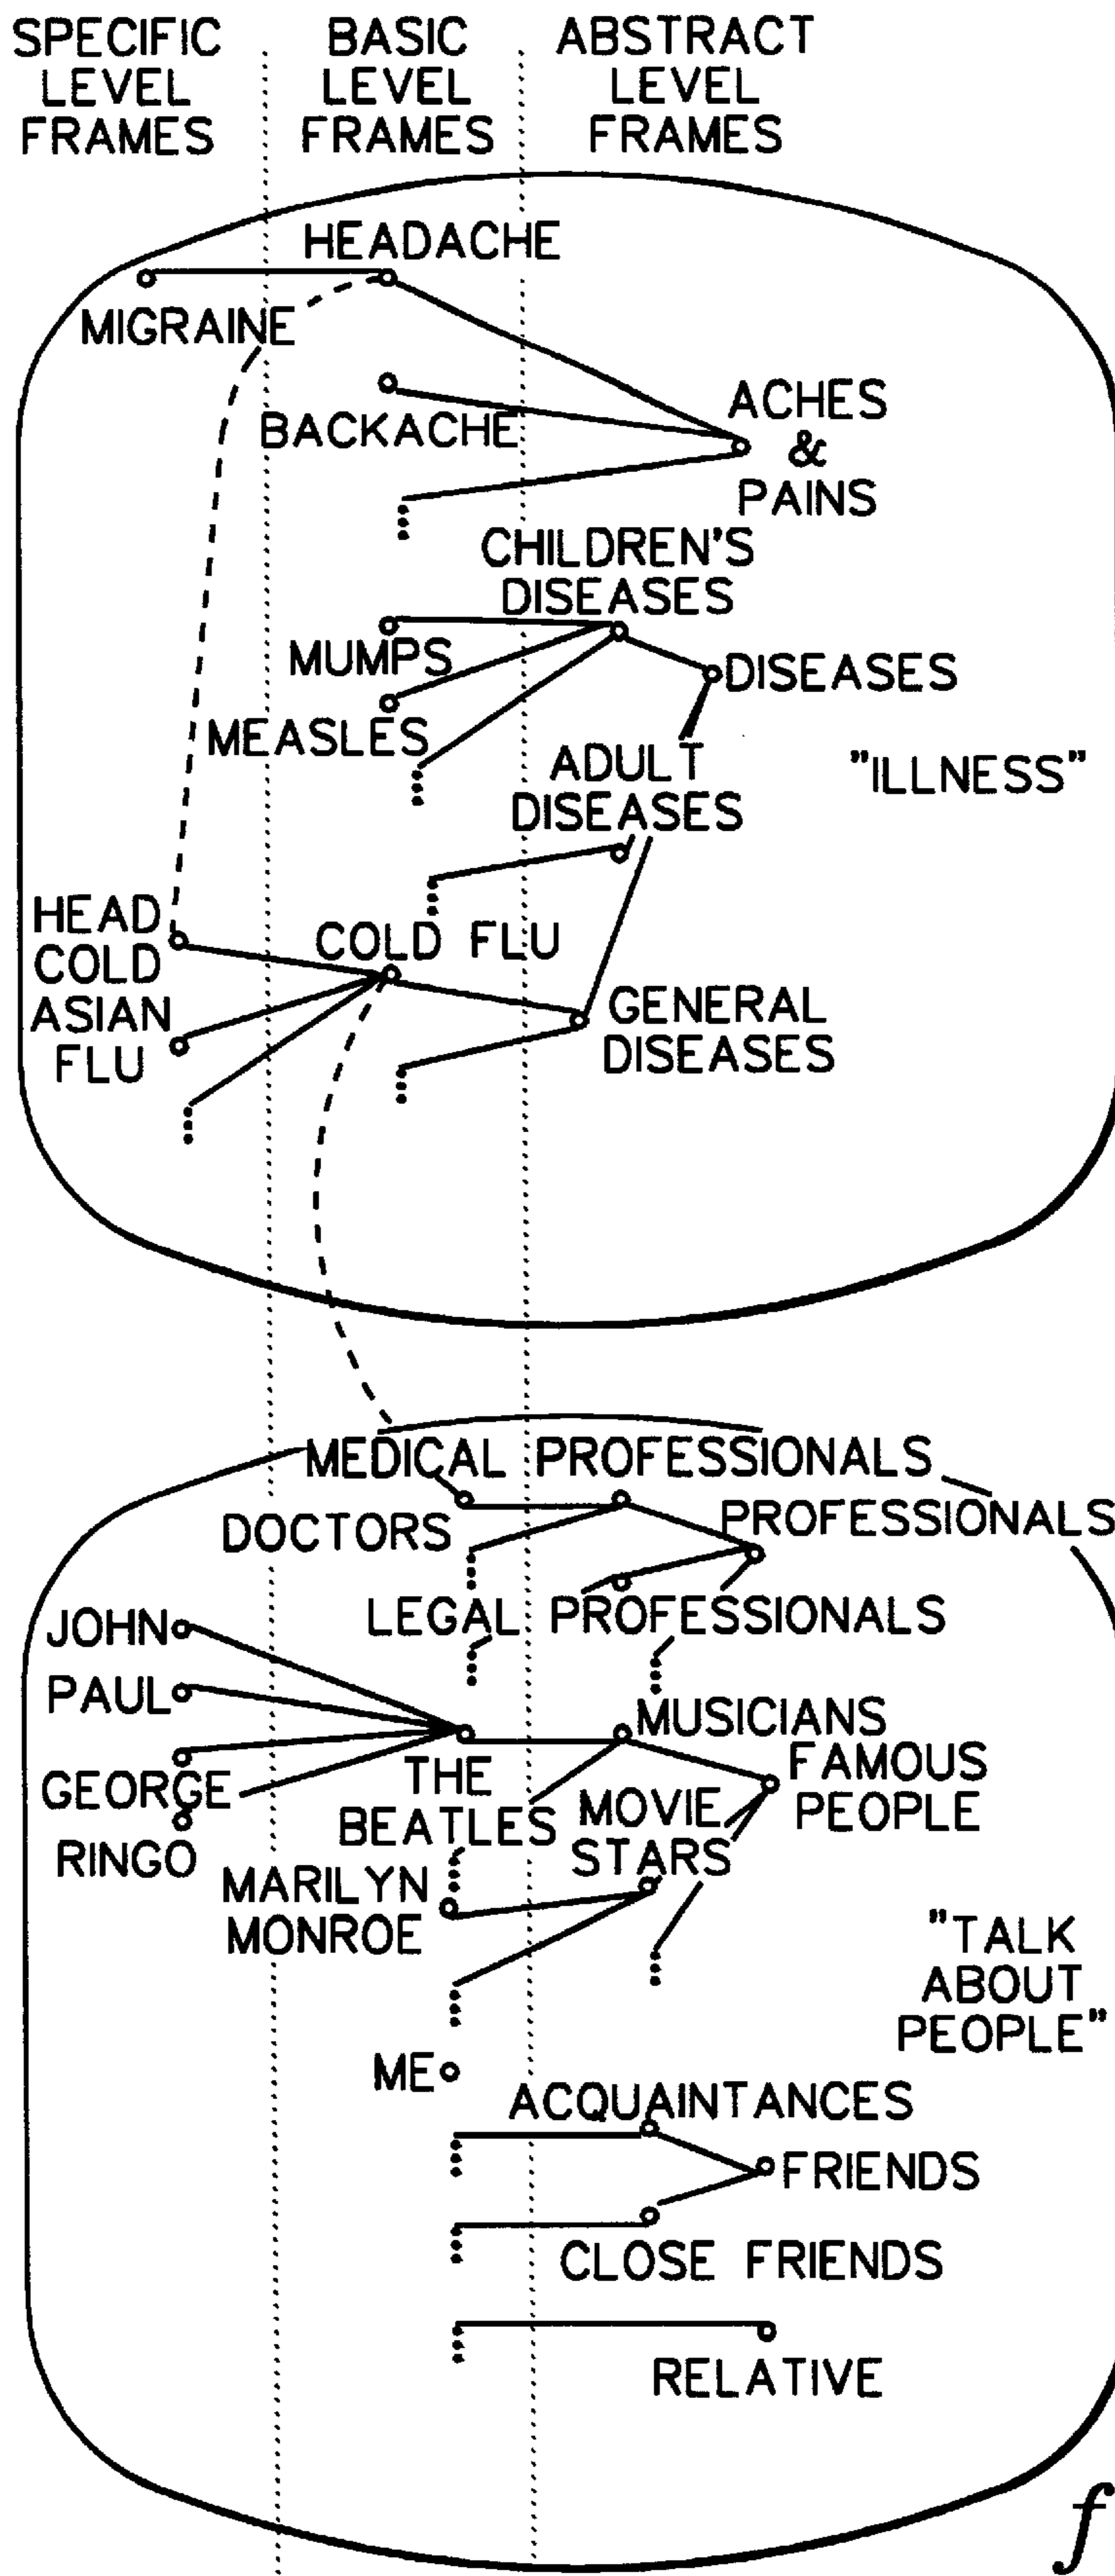 SPECIFIC LEVEL FRAMES
BASIC LEVEL FRAMES
ABSTRACT LEVEL FRAMES
HEADACHE
MIGRAINE
BACKACHE
ACHES
&
PAINS
CHILDREN'S
DISEASES
MUMPS
DISEASES
MEASLES
ADULT
DISEASES
"ILLNESS"
HEAD
COLD
COLD FLU
ASIAN
FLU
GENERAL
DISEASES
MEDICAL PROFESSIONALS
DOCTORS
PROFESSIONALS
LEGAL PROFESSIONALS
JOHN
PAUL
GEORGE
RINGO
THE
BEATLES
MUSICIANS
FAMOUS
PEOPLE
MOVIE
STARS
MARILYN
MONROE
"TALK
ABOUT
PEOPLE"
ME
ACQUAINTANCES
FRIENDS
CLOSE FRIENDS
RELATIVE
f